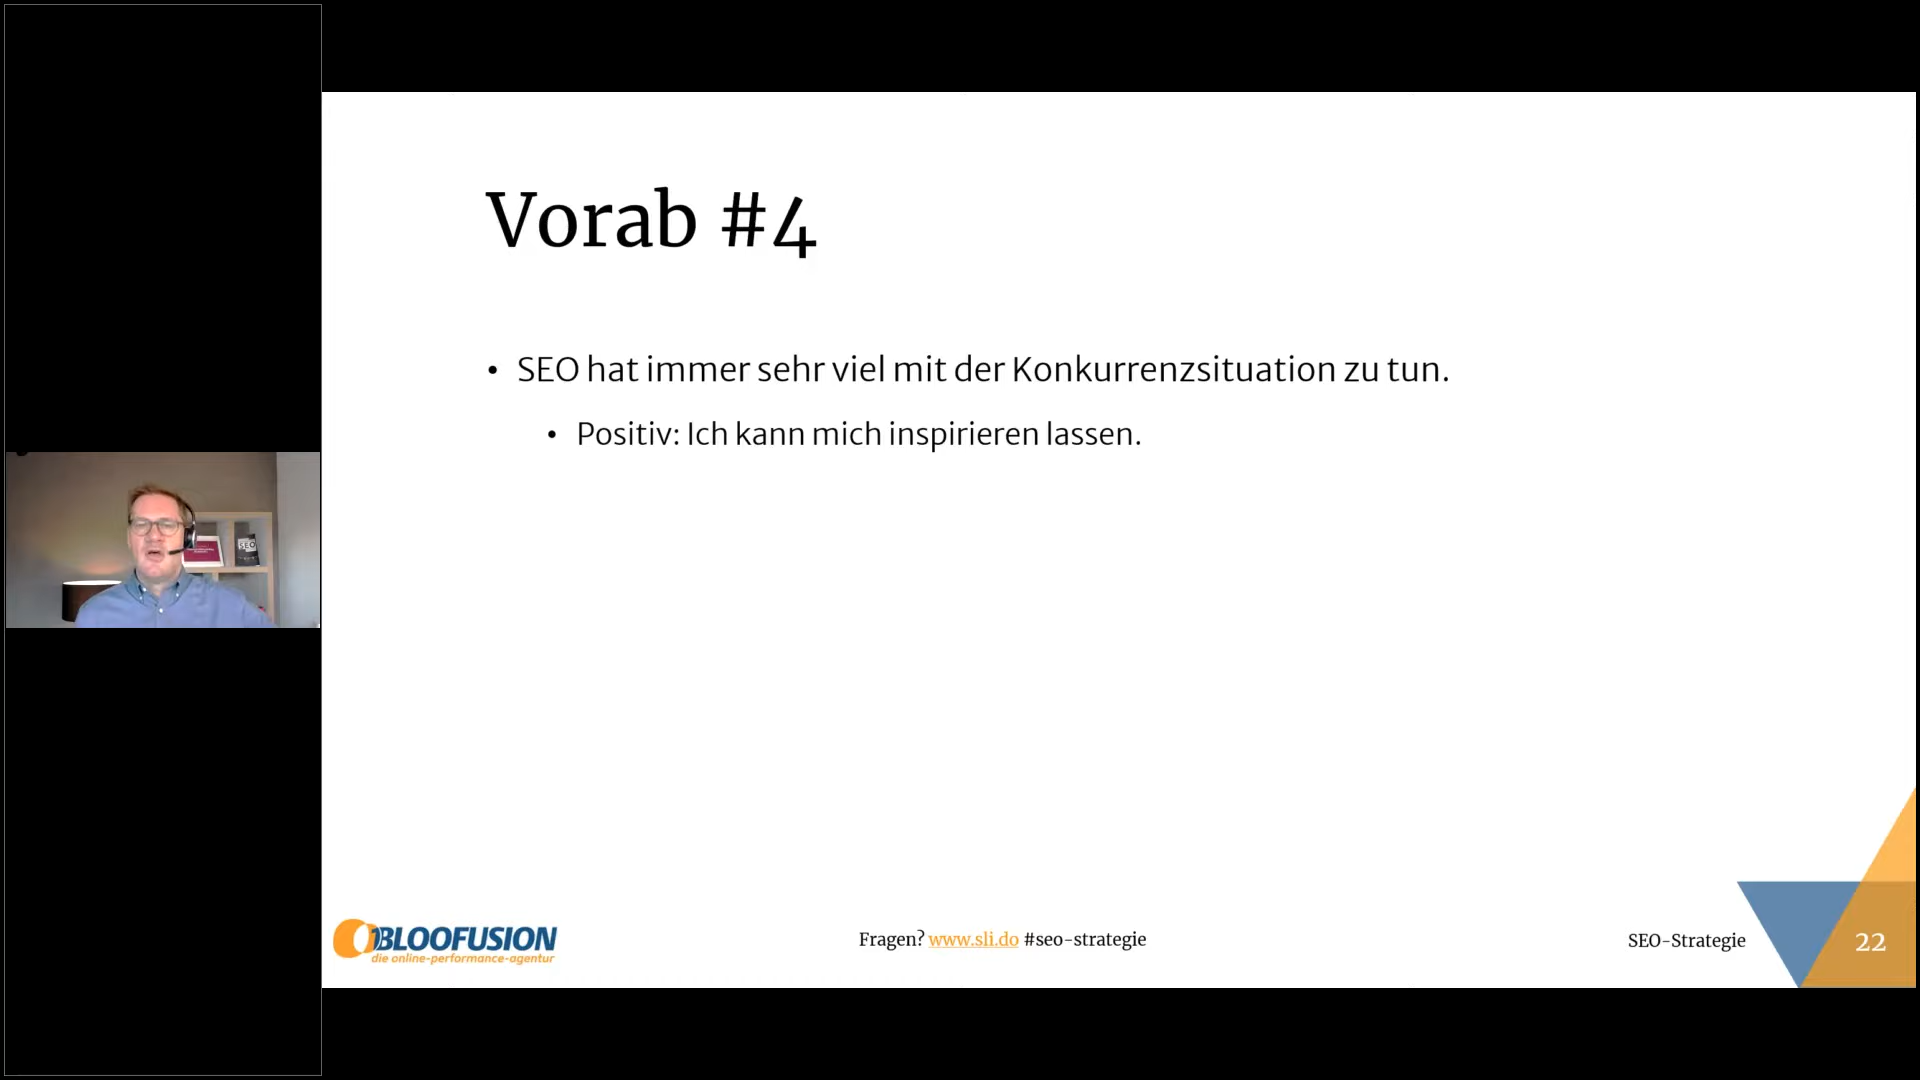 Vorab #4
• SEO hat immer sehr viel mit der Konkurrenzsituation zu tun.
• Positiv: Ich kann mich inspirieren lassen.
SEO
BLOOFUSION
die online-performance-agentur
Fragen? www.sli.do #seo-strategie
SEO-Strategie
22